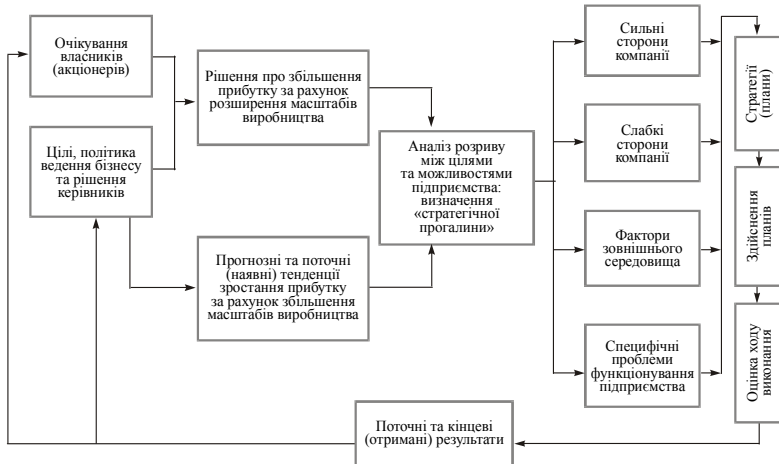 Очікування
власників
(акціонерів)
Цілі, політика
ведення бізнесу
та рішення
керівників
Рішення про збільшення
прибутку за рахунок
розширення масштабів
виробництва
Прогнозні та поточні
(наявні) тенденції
зростання прибутку
за рахунок збільшення
масштабів виробництва
Аналіз розриву
між цілями
та можливостями
підприємства:
визначення
«стратегічної
прогалини»
Сильні
сторони
компанії
Слабкі
сторони
компанії
Фактори
зовнішнього
середовища
Специфічні
проблеми
функціонування
підприємства
Стратегії
(плани)
Здійснення
планів
Оцінка ходу
виконання
Поточні та кінцеві
(отримані) результати